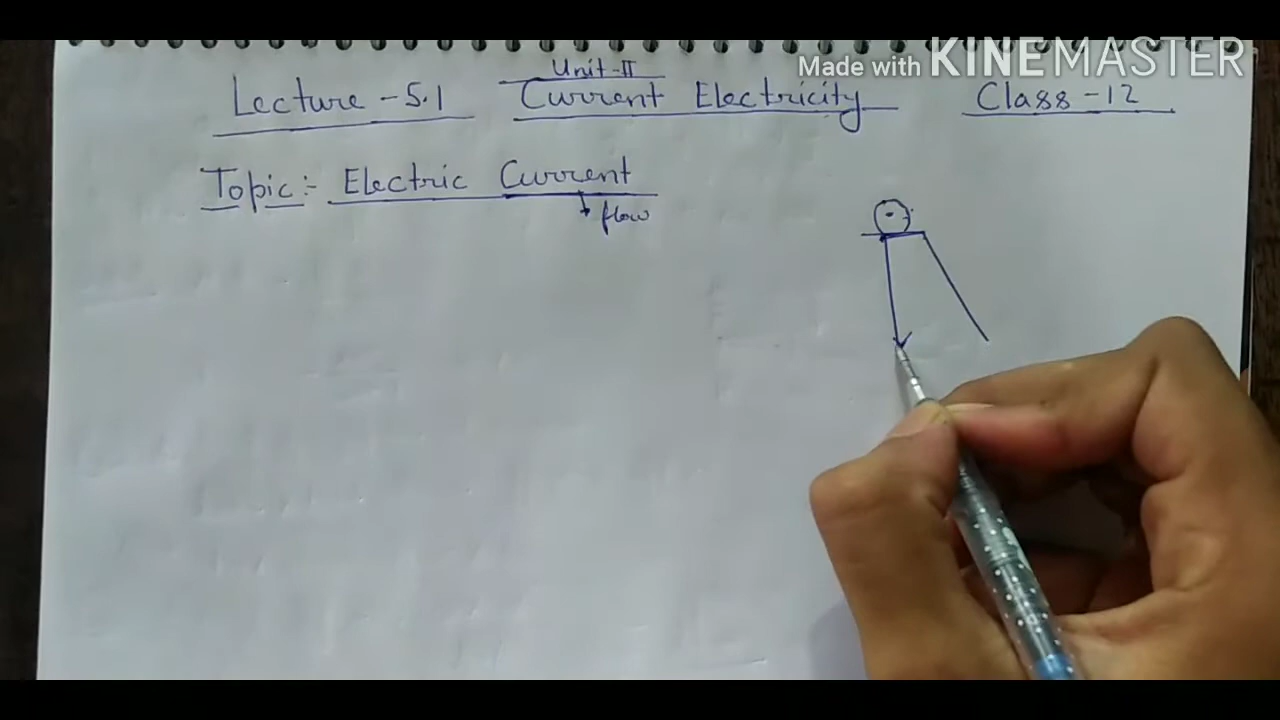 Made with KINEMASTER
Unit-II
Lecture - 5.1 Current Electricity Class - 12
Topic:- Electric Current
flow